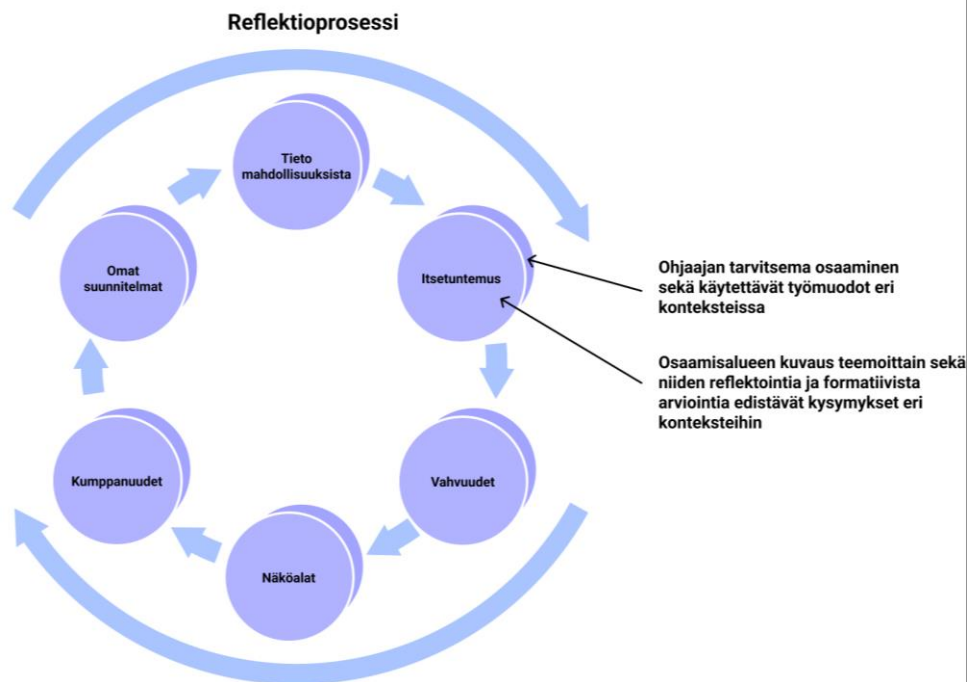 Reflektioprosessi
Tieto
mahdollisuuksista
Omat
suunnitelmat
Itsetuntemus
Ohjaajan tarvitsema osaaminen
sekä käytettävät työmuodot eri
konteksteissa
Osaamisalueen kuvaus teemoittain sekä
niiden reflektointia ja formatiivista
arviointia edistävät kysymykset eri
konteksteihin
Kumppanuudet
Vahvuudet
Näköalat